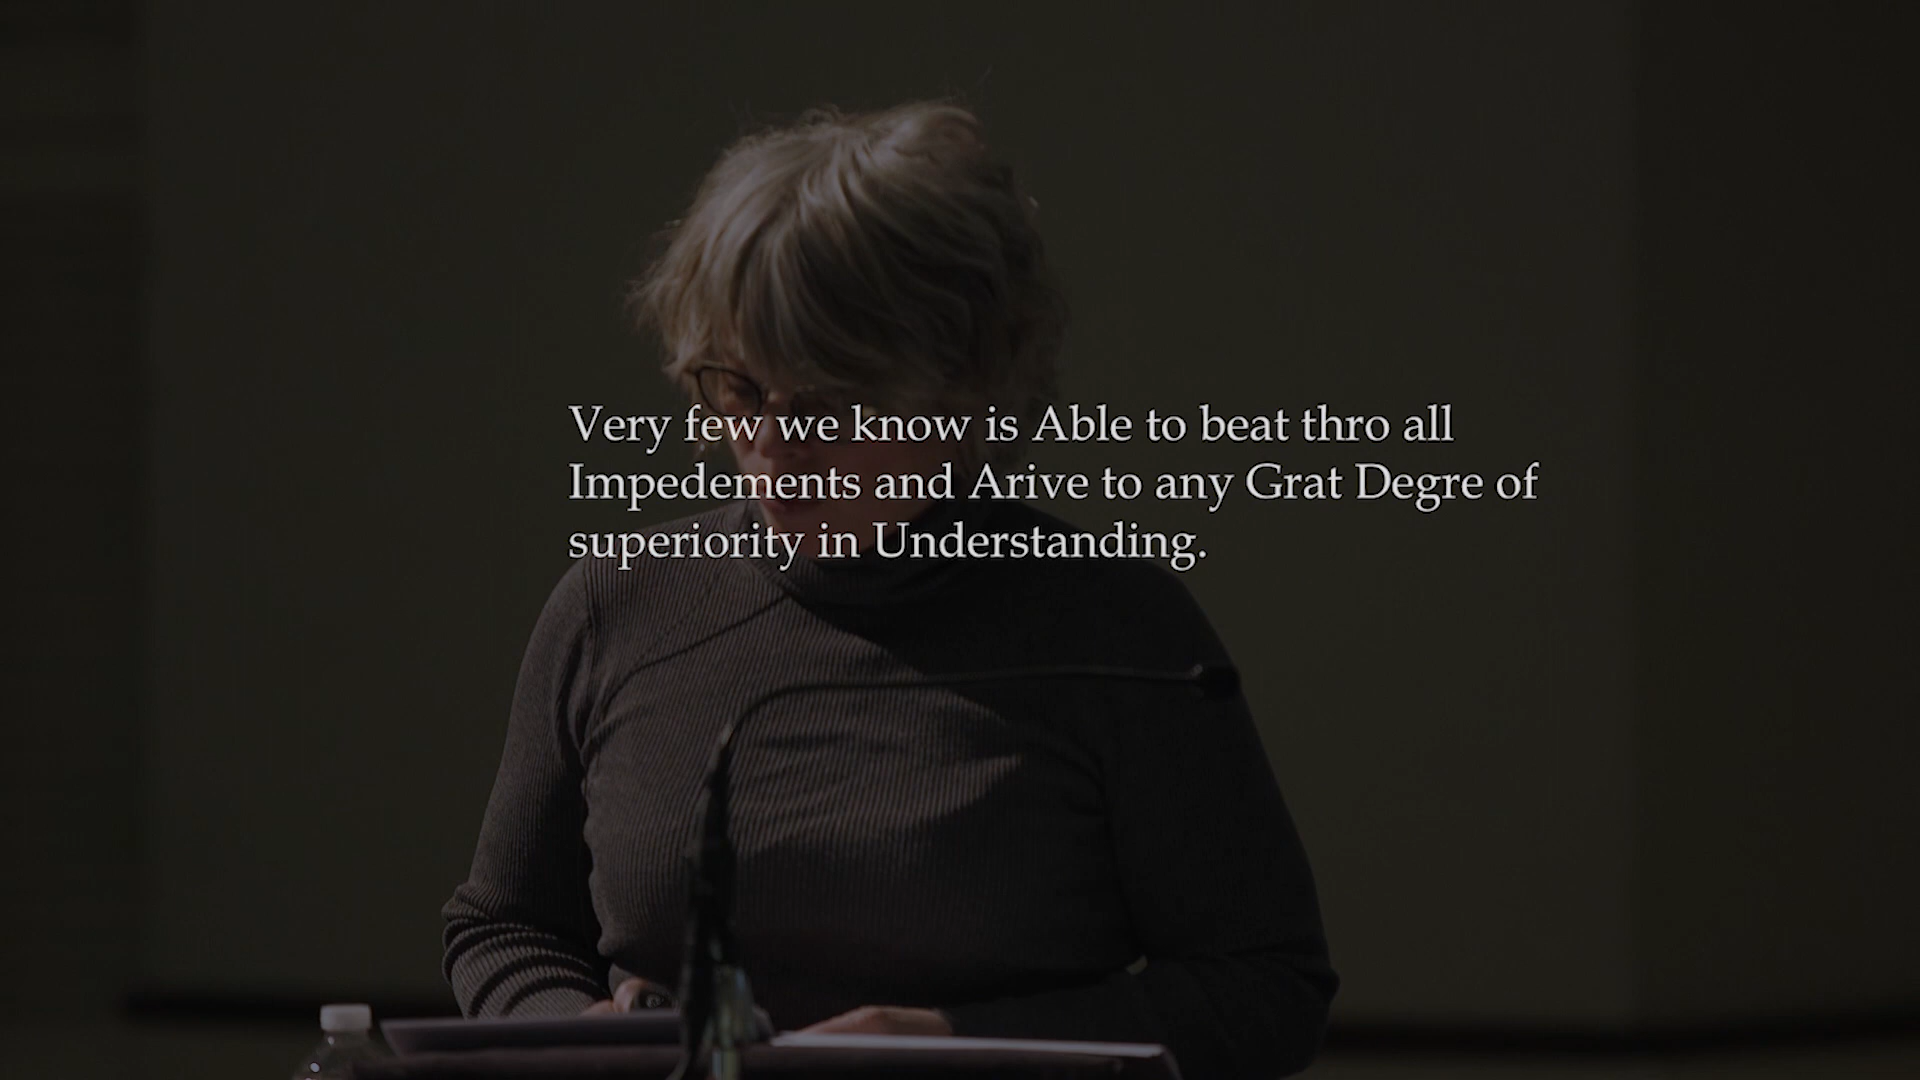 Very few we know is Able to beat thro all
Impedements and Arive to any Grat Degre of
superiority in Understanding.